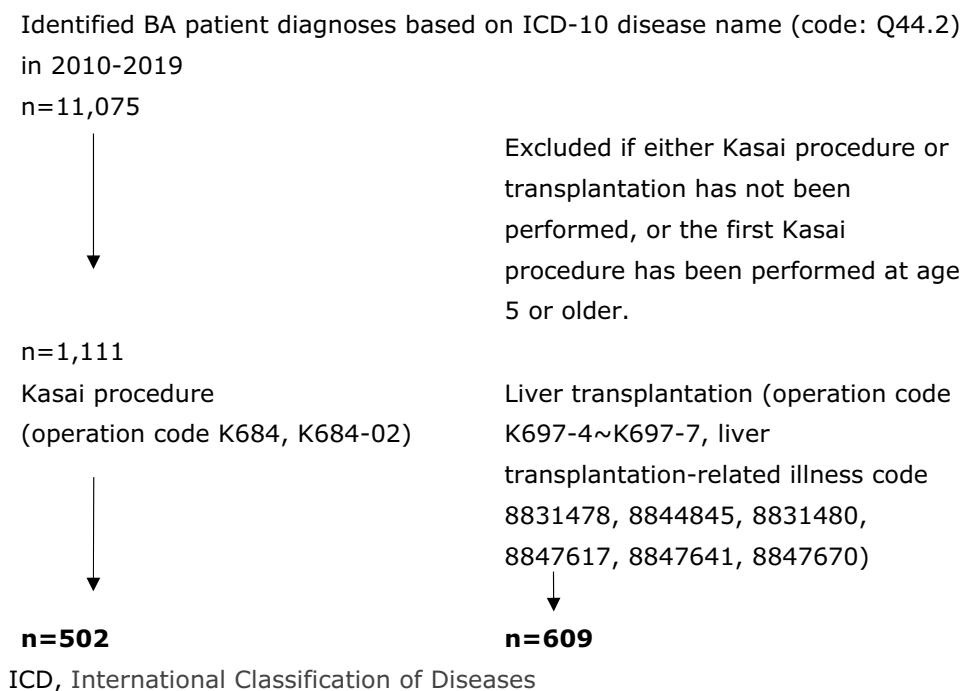 Identified BA patient diagnoses based on ICD-10 disease name (code: Q44.2)
in 2010-2019
n=11,075
Excluded if either Kasai procedure or
transplantation has not been
performed, or the first Kasai
procedure has been performed at age
5 or older.
n=1,111
Kasai procedure
(operation code K684, K684-02)
Liver transplantation (operation code
K697-4~K697-7, liver
transplantation-related illness code
8831478, 8844845, 8831480,
8847617, 8847641, 8847670)
n=502
n=609
ICD, International Classification of Diseases